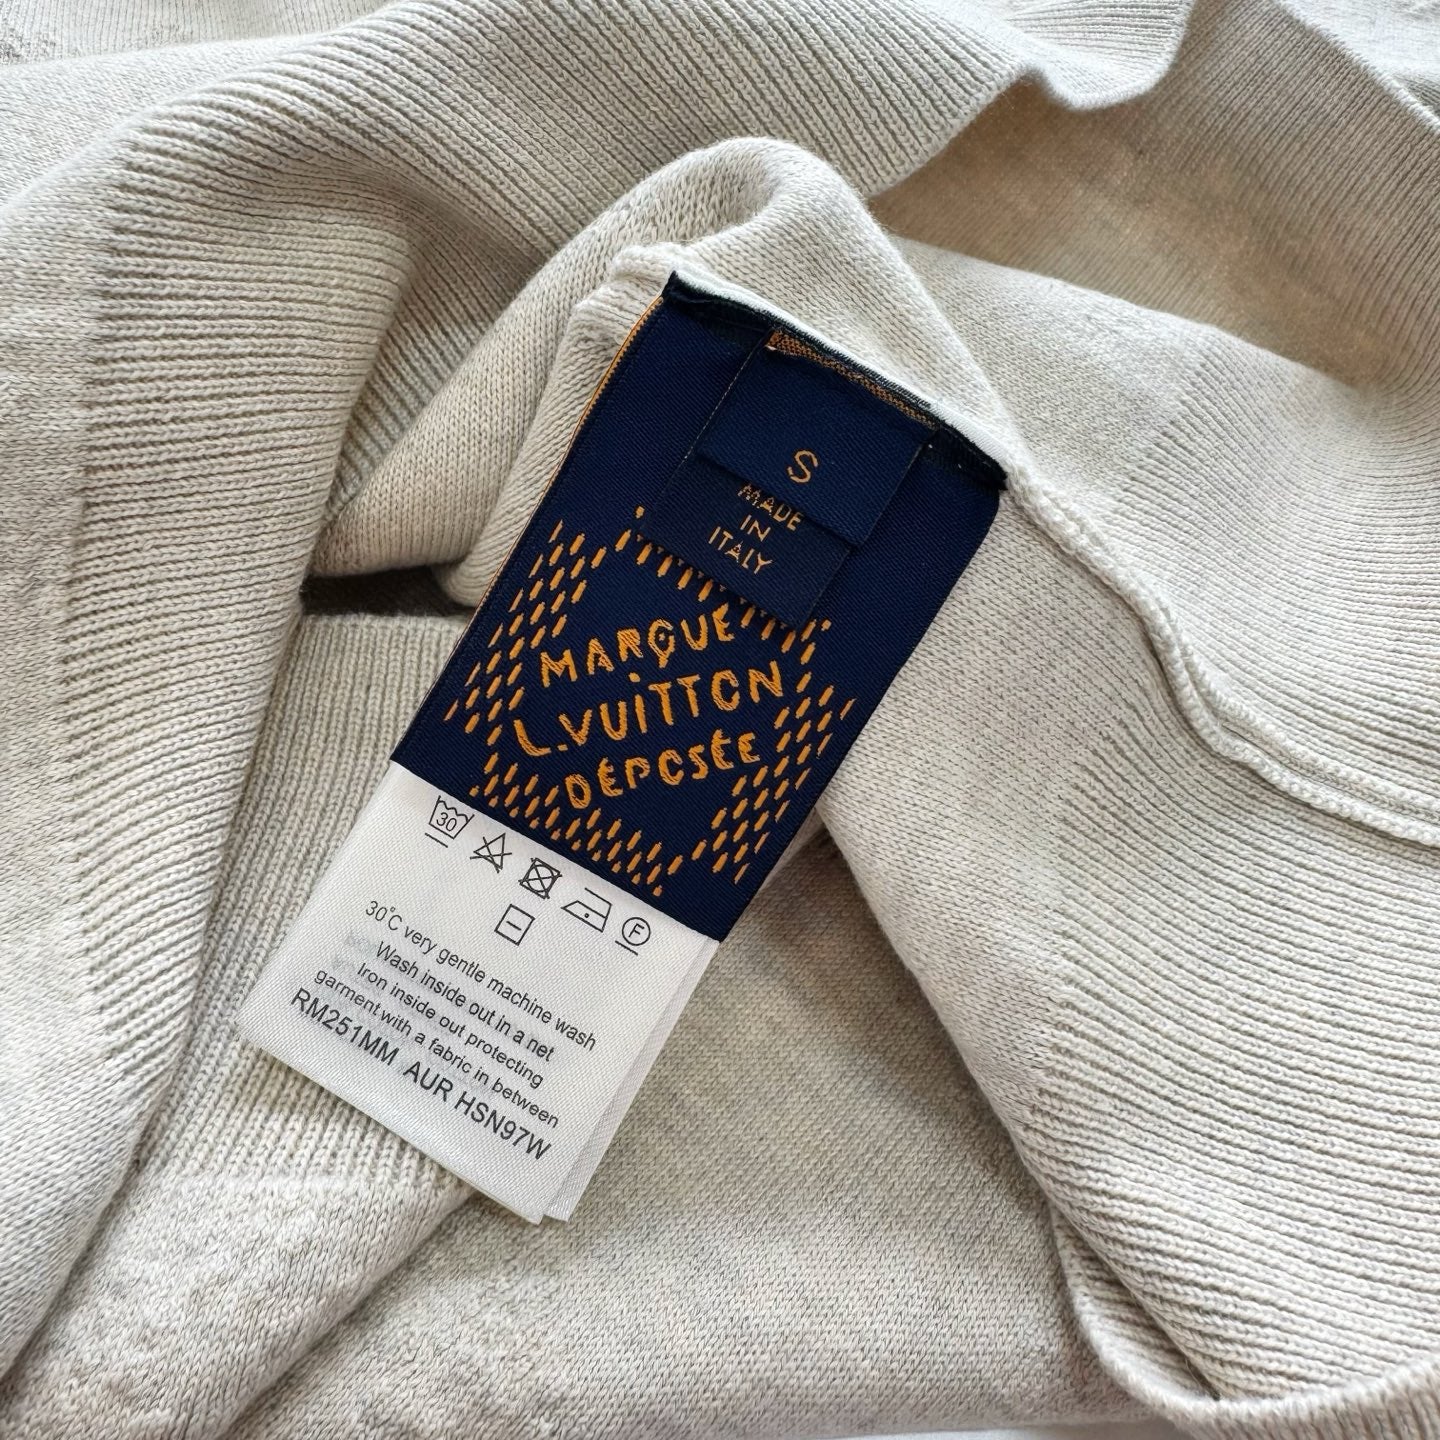 S
MADE
IN
ITALY
MARQUE
L.VUITTON
DÉPOSÉE
30
F
30°C very gentle machine wash
Wash inside out in a net
Iron inside out protecting
garment with a fabric in between
RM251MM AUR HSN97W